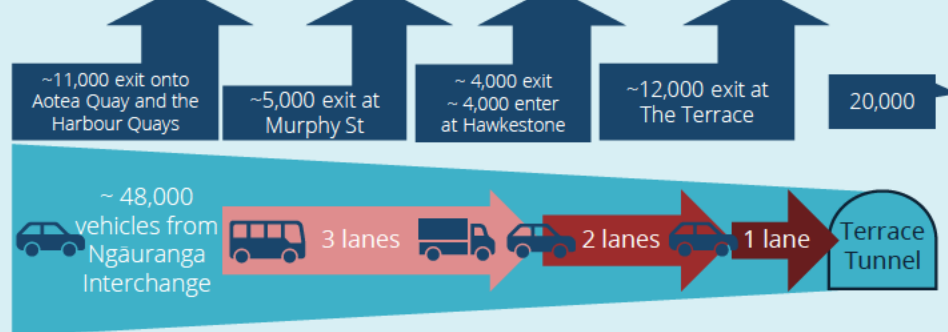 ~11,000 exit onto
Aotea Quay and the
Harbour Quays
~5,000 exit at
Murphy St
~ 4,000 exit
~ 4,000 enter
at Hawkestone
~12,000 exit at
The Terrace
20,000
~ 48,000
vehicles from
Ngāuranga
Interchange
3 lanes
2 lanes
1 lane
Terrace
Tunnel